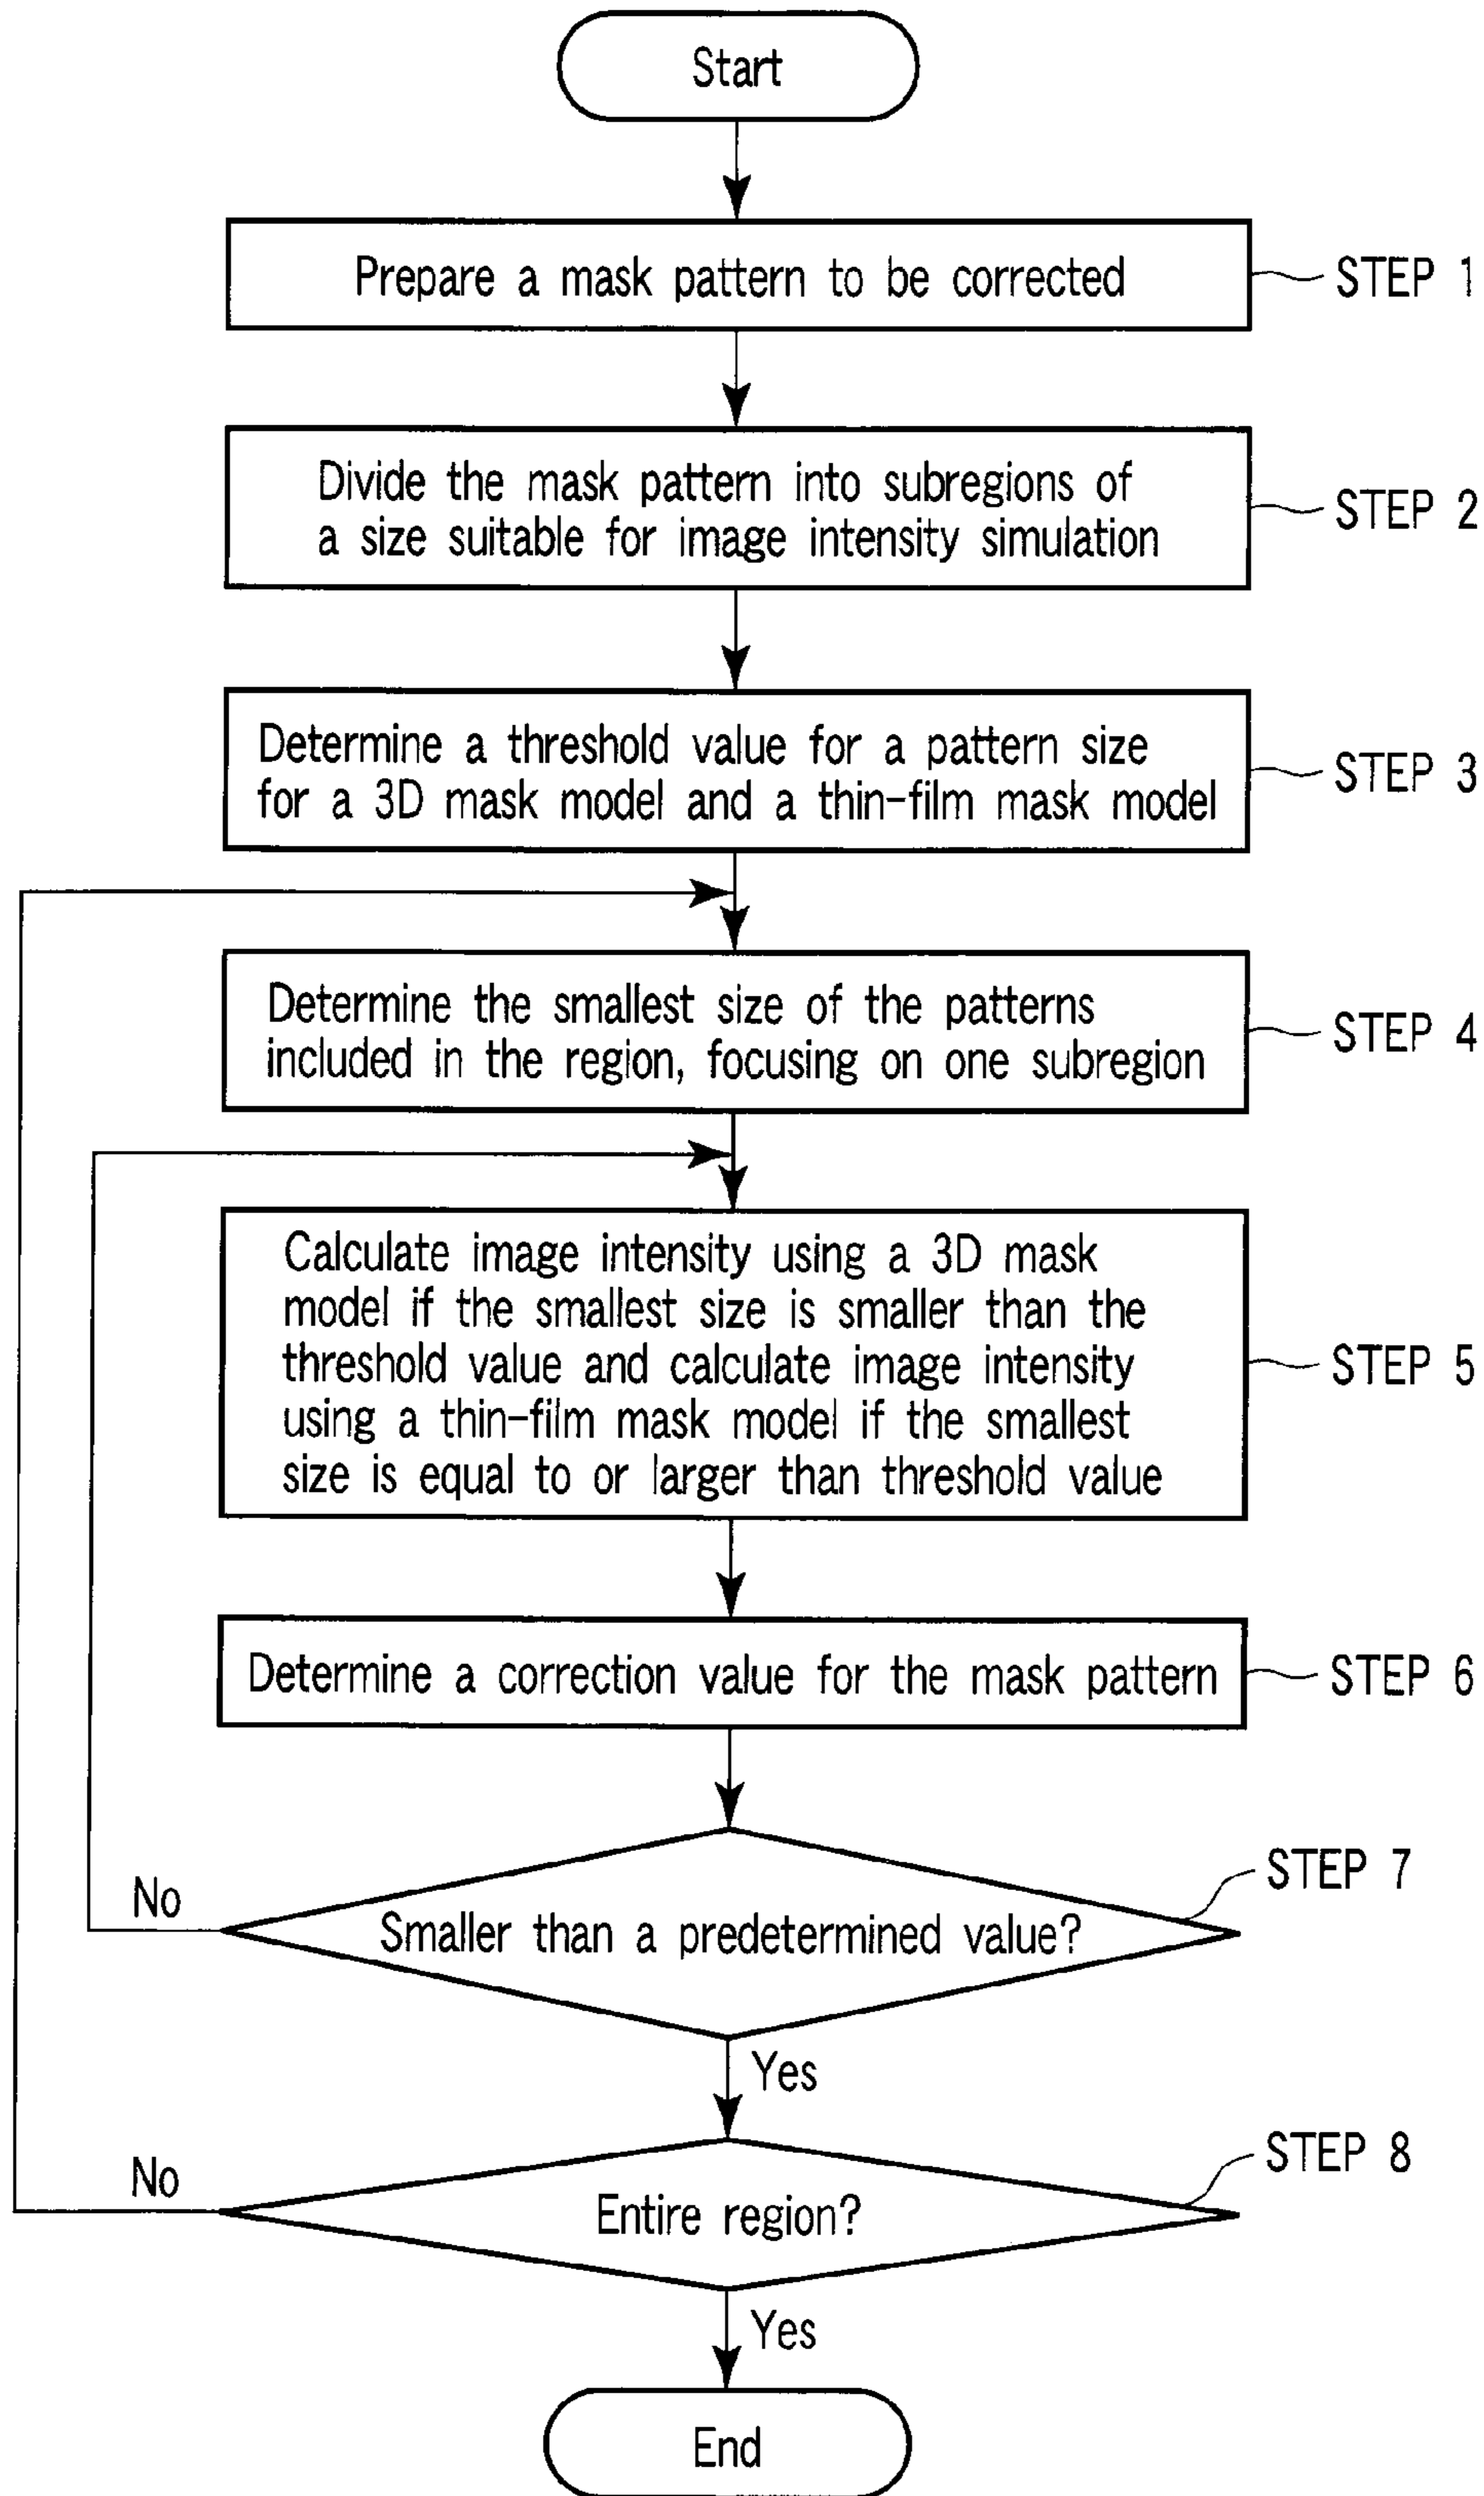 Start
Prepare a mask pattern to be corrected
STEP 1
Divide the mask pattern into subregions of
a size suitable for image intensity simulation
STEP 2
Determine a threshold value for a pattern size
for a 3D mask model and a thin-film mask model
STEP 3
Determine the smallest size of the patterns
included in the region, focusing on one subregion
STEP 4
Calculate image intensity using a 3D mask
model if the smallest size is smaller than the
threshold value and calculate image intensity
using a thin-film mask model if the smallest
size is equal to or larger than threshold value
STEP 5
Determine a correction value for the mask pattern
STEP 6
STEP 7
No
Smaller than a predetermined value?
Yes
STEP 8
No
Entire region?
Yes
End